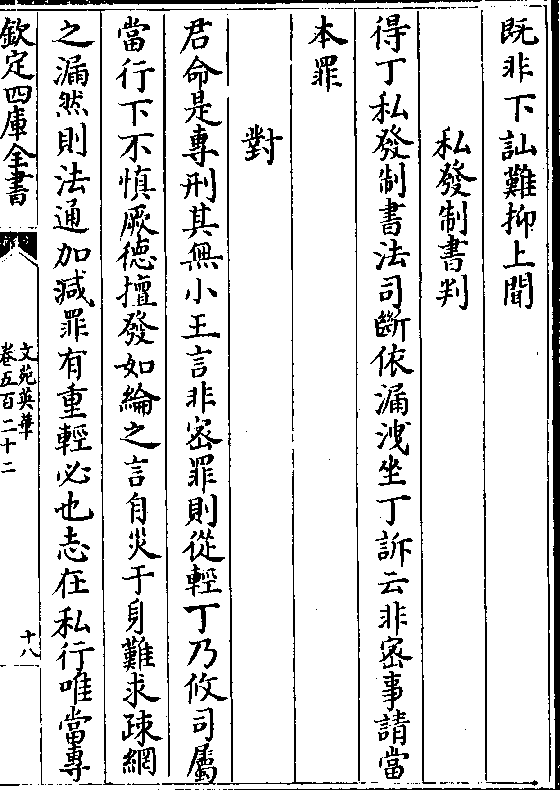 既非下訕難抑上聞
私發制書判
得丁私發制書法司斷依漏洩坐丁訴云非密事請當
本罪
對
君命是專刑其無小王言非密罪則從輕丁乃攸司屬
當行下不慎厥德擅發如綸之言自災于身難求疎網
之漏然則法通加減罪有重輕必也志在私行唯當專
欽定四庫全書
文苑英華
卷五百二十二
十八